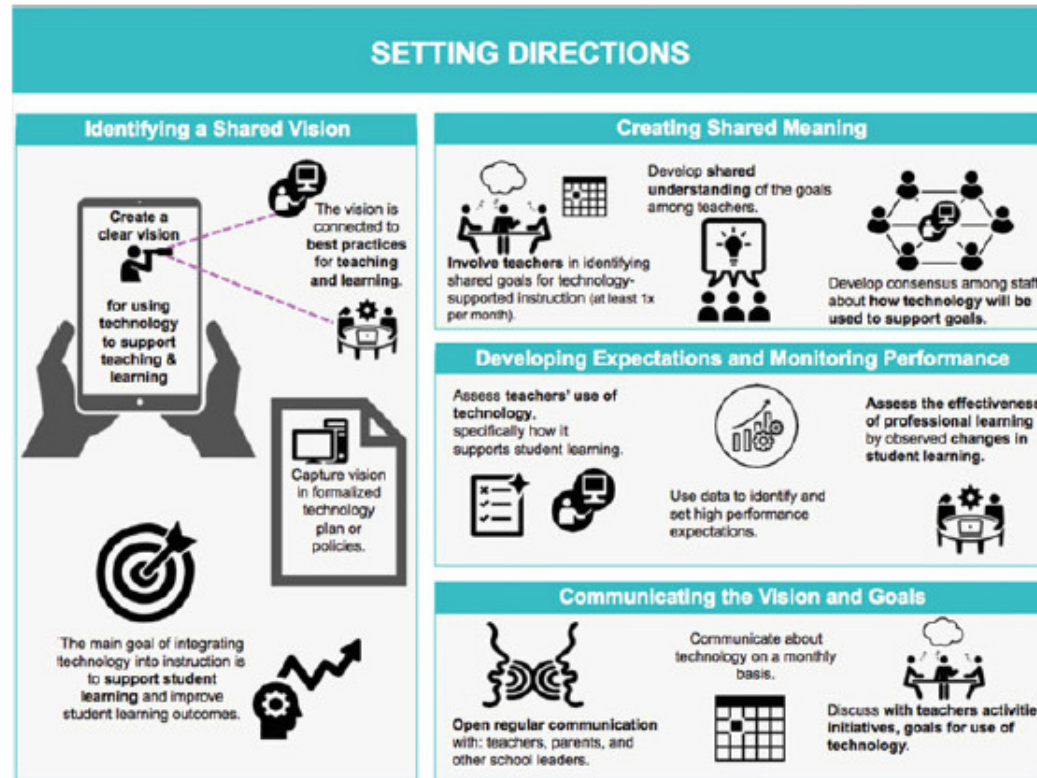 SETTING DIRECTIONS
Identifying a Shared Vision
Create a
clear vision
for using
technology
to support
teaching &
learning
The vision is
connected to
best practices
for teaching
and learning.
Capture vision
in formalized
technology
plan or
policies.
The main goal of integrating
technology into instruction is
to support student
learning and improve
student learning outcomes.
Creating Shared Meaning
Involve teachers in identifying
shared goals for technology-
supported instruction (at least 1x
per month).
Develop shared
understanding of the goals
among teachers.
Develop consensus among staff
about how technology will be
used to support goals.
Developing Expectations and Monitoring Performance
Assess teachers' use of
technology,
specifically how it
supports student learning.
Use data to identify and
set high performance
expectations.
Assess the effectiveness
of professional learning
by observed changes in
student learning.
Communicating the Vision and Goals
Open regular communication
with: teachers, parents, and
other school leaders.
Communicate about
technology on a monthly
basis.
Discuss with teachers activitie
initiatives, goals for use of
technology.